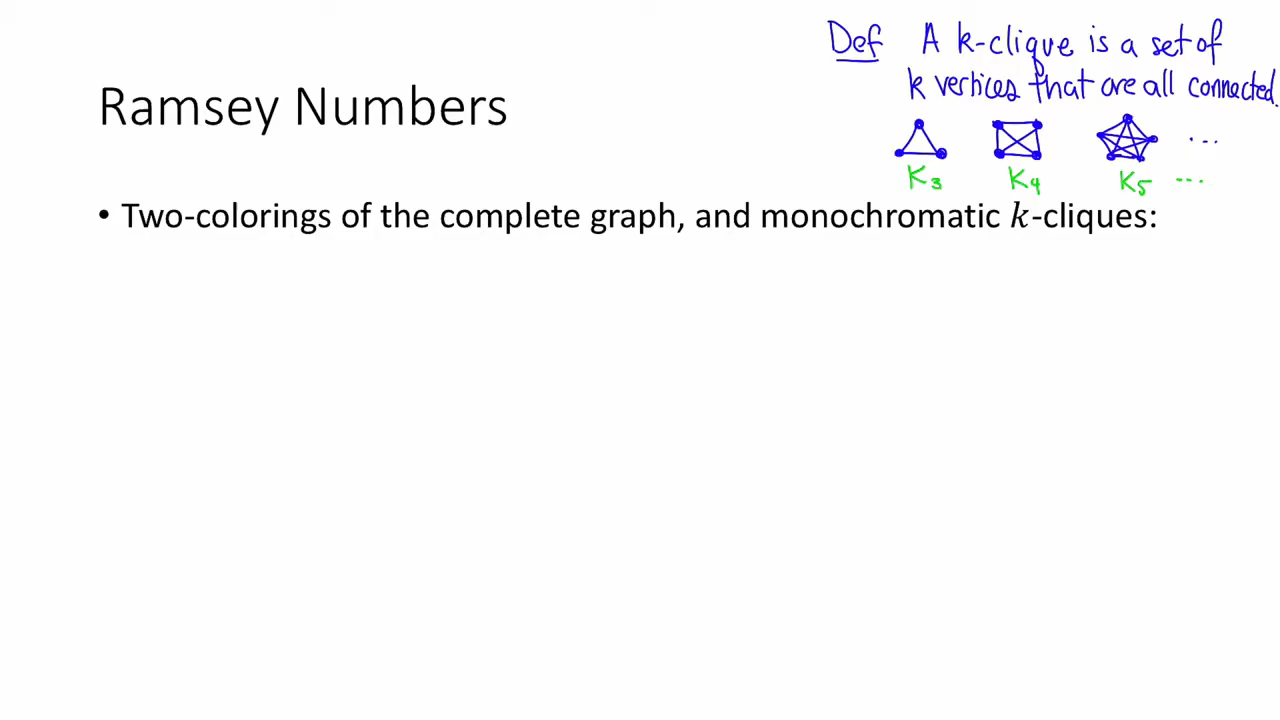 Def A k-clique is a set of
k vertices that are all connected.
Ramsey Numbers
... 
K3 K4 K5 ...
• Two-colorings of the complete graph, and monochromatic k-cliques: